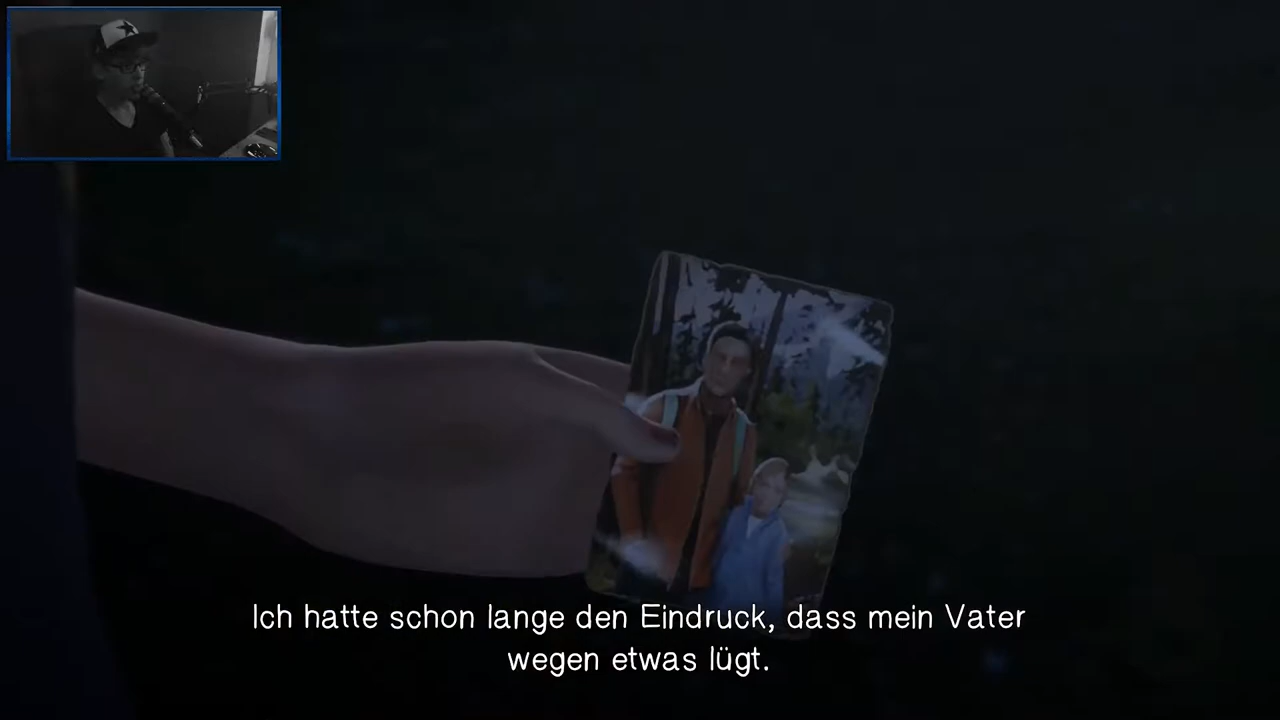 Ich hatte schon lange den Eindruck, dass mein Vater
wegen etwas lügt.